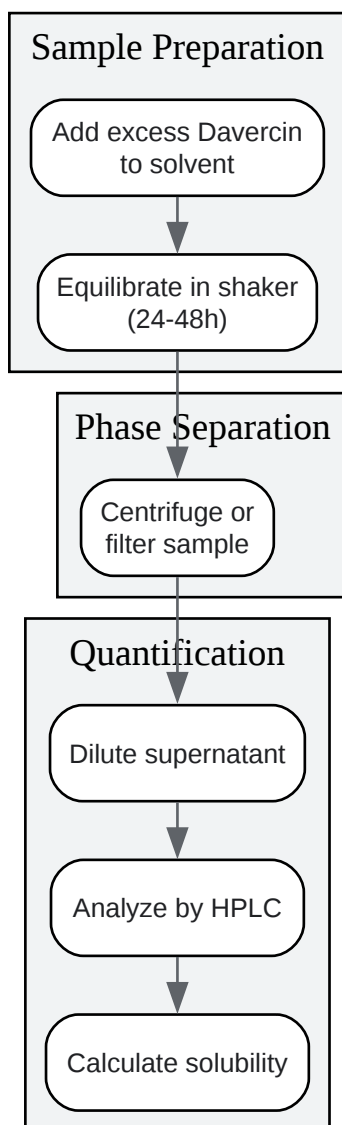 Sample Preparation
Add excess Davercin
to solvent
Equilibrate in shaker
(24-48h)
Phase Separation
Centrifuge or
filter sample
Quantification
Dilute supernatant
Analyze by HPLC
Calculate solubility